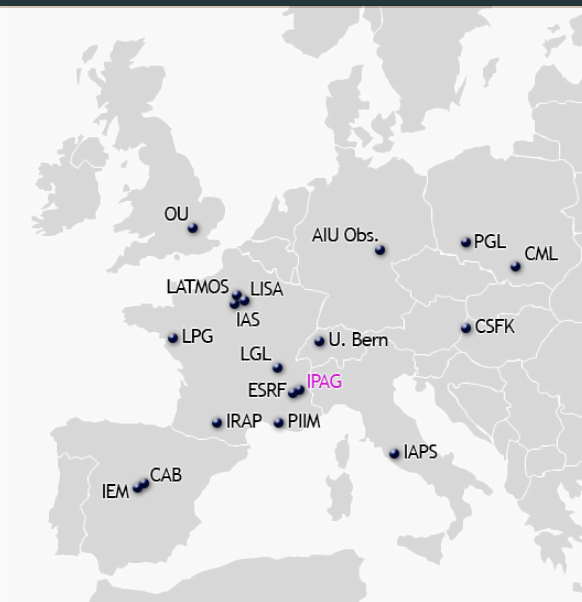 OU
AIU Obs.
PGL
CML
LATMOS
LISA
IAS
CSFK
LPG
U. Bern
LGL
IPAG
ESRF
IRAP
PIIM
IAPS
CAB
IEM